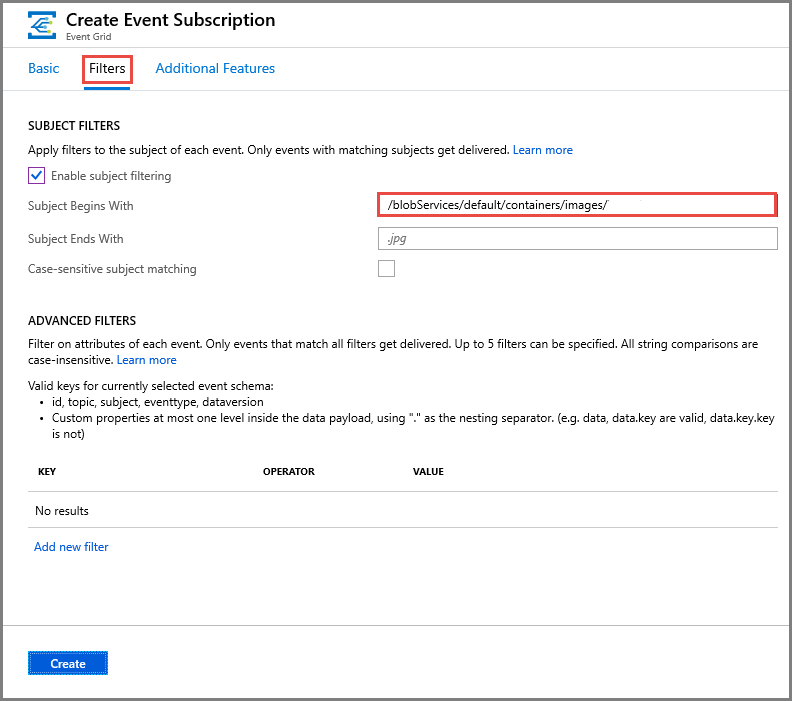 Create Event Subscription
Event Grid
Basic
Filters
Additional Features
SUBJECT FILTERS
Apply filters to the subject of each event. Only events with matching subjects get delivered. Learn more
Enable subject filtering
Subject Begins With
/blobServices/default/containers/images/
Subject Ends With
.jpg
Case-sensitive subject matching
ADVANCED FILTERS
Filter on attributes of each event. Only events that match all filters get delivered. Up to 5 filters can be specified. All string comparisons are
case-insensitive. Learn more
Valid keys for currently selected event schema:
• id, topic, subject, eventtype, dataversion
• Custom properties at most one level inside the data payload, using "." as the nesting separator. (e.g. data, data.key are valid, data.key.key
is not)
KEY OPERATOR VALUE
No results
Add new filter
Create